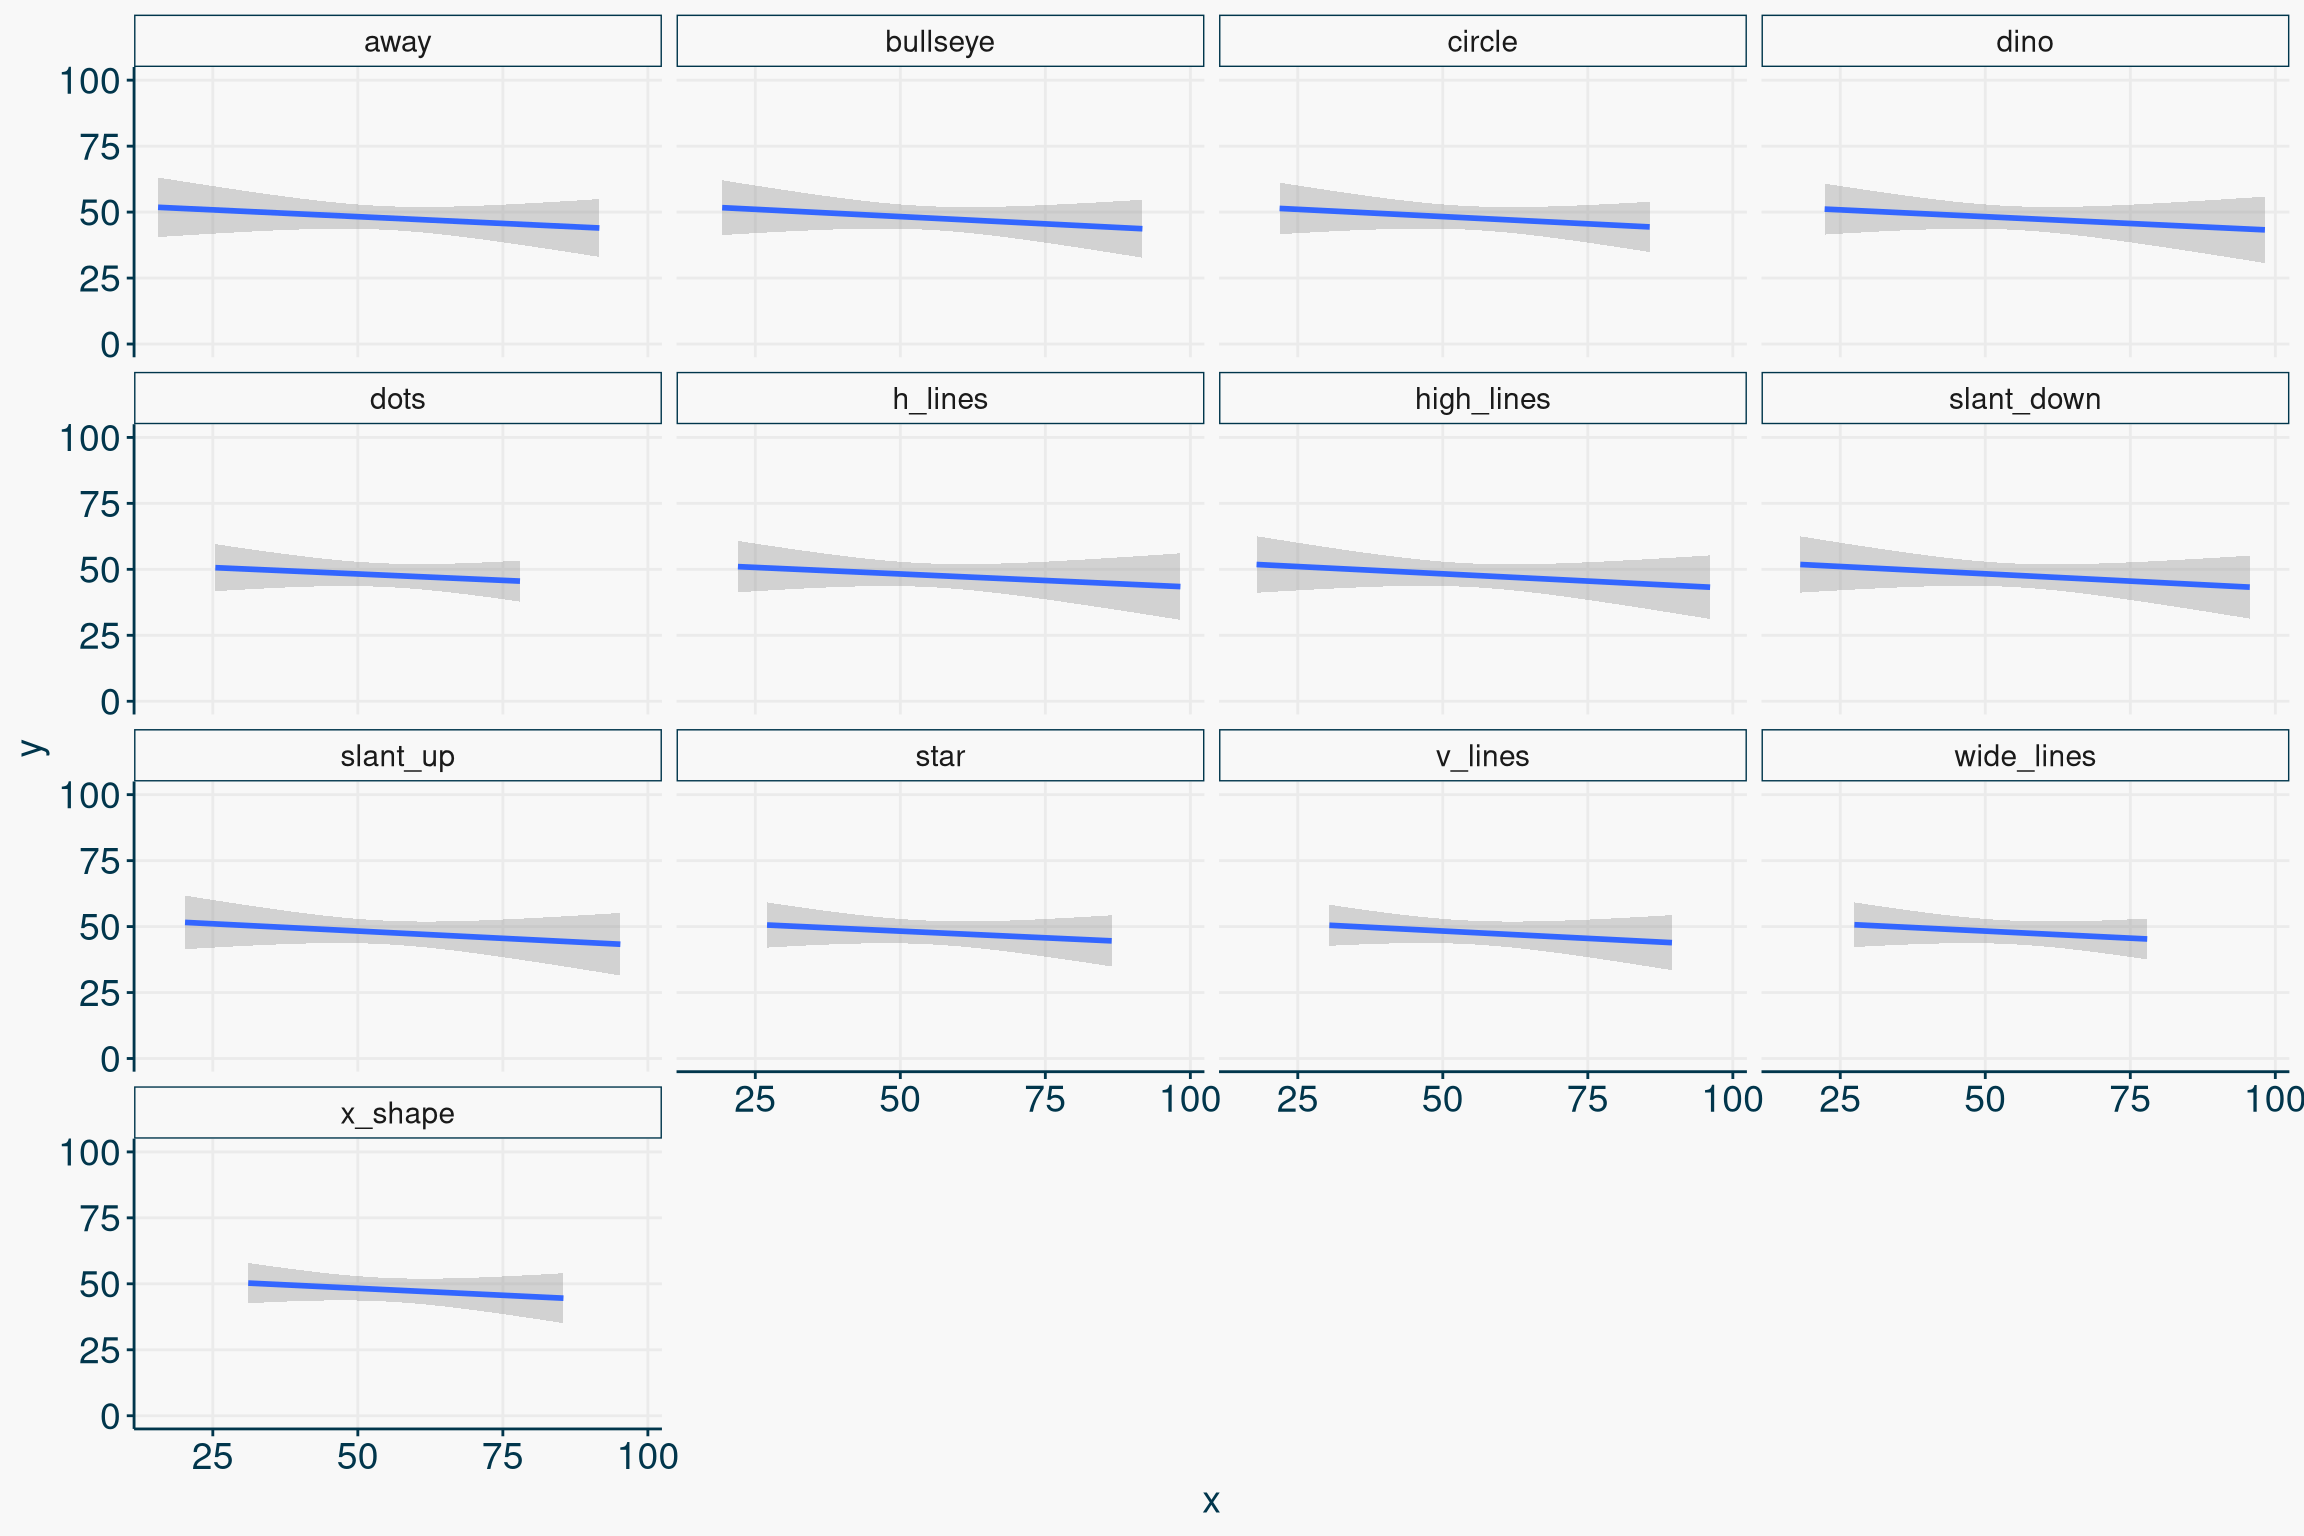 away bullseye circle dino
100
75
50
25
0
dots h_lines high_lines slant_down
100
75
50
25
0
slant_up star v_lines wide_lines
100
75
50
25
0
25 50 75 100 25 50 75 100 25 50 75 100
x_shape
100
75
50
25
0
25 50 75 100
y
x